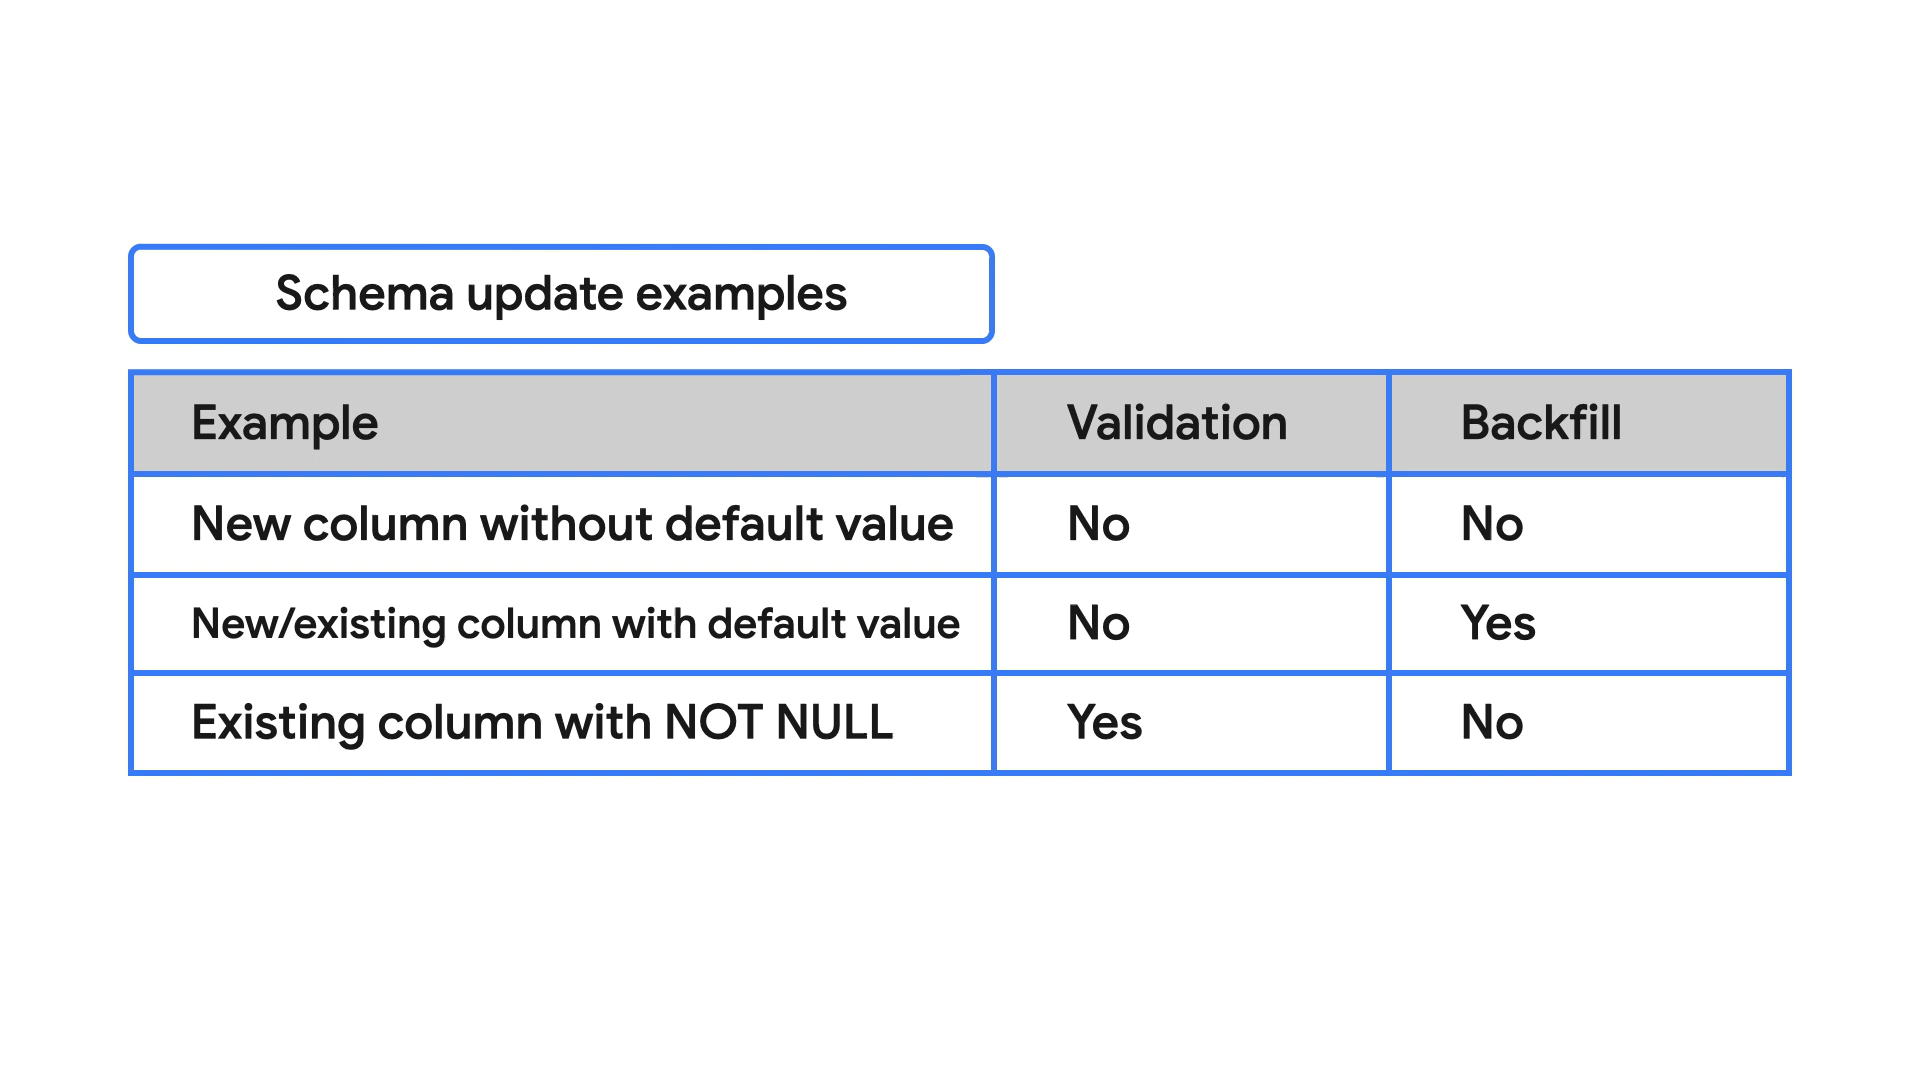 Schema update examples
Example Validation Backfill
New column without default value No No
New/existing column with default value No Yes
Existing column with NOT NULL Yes No